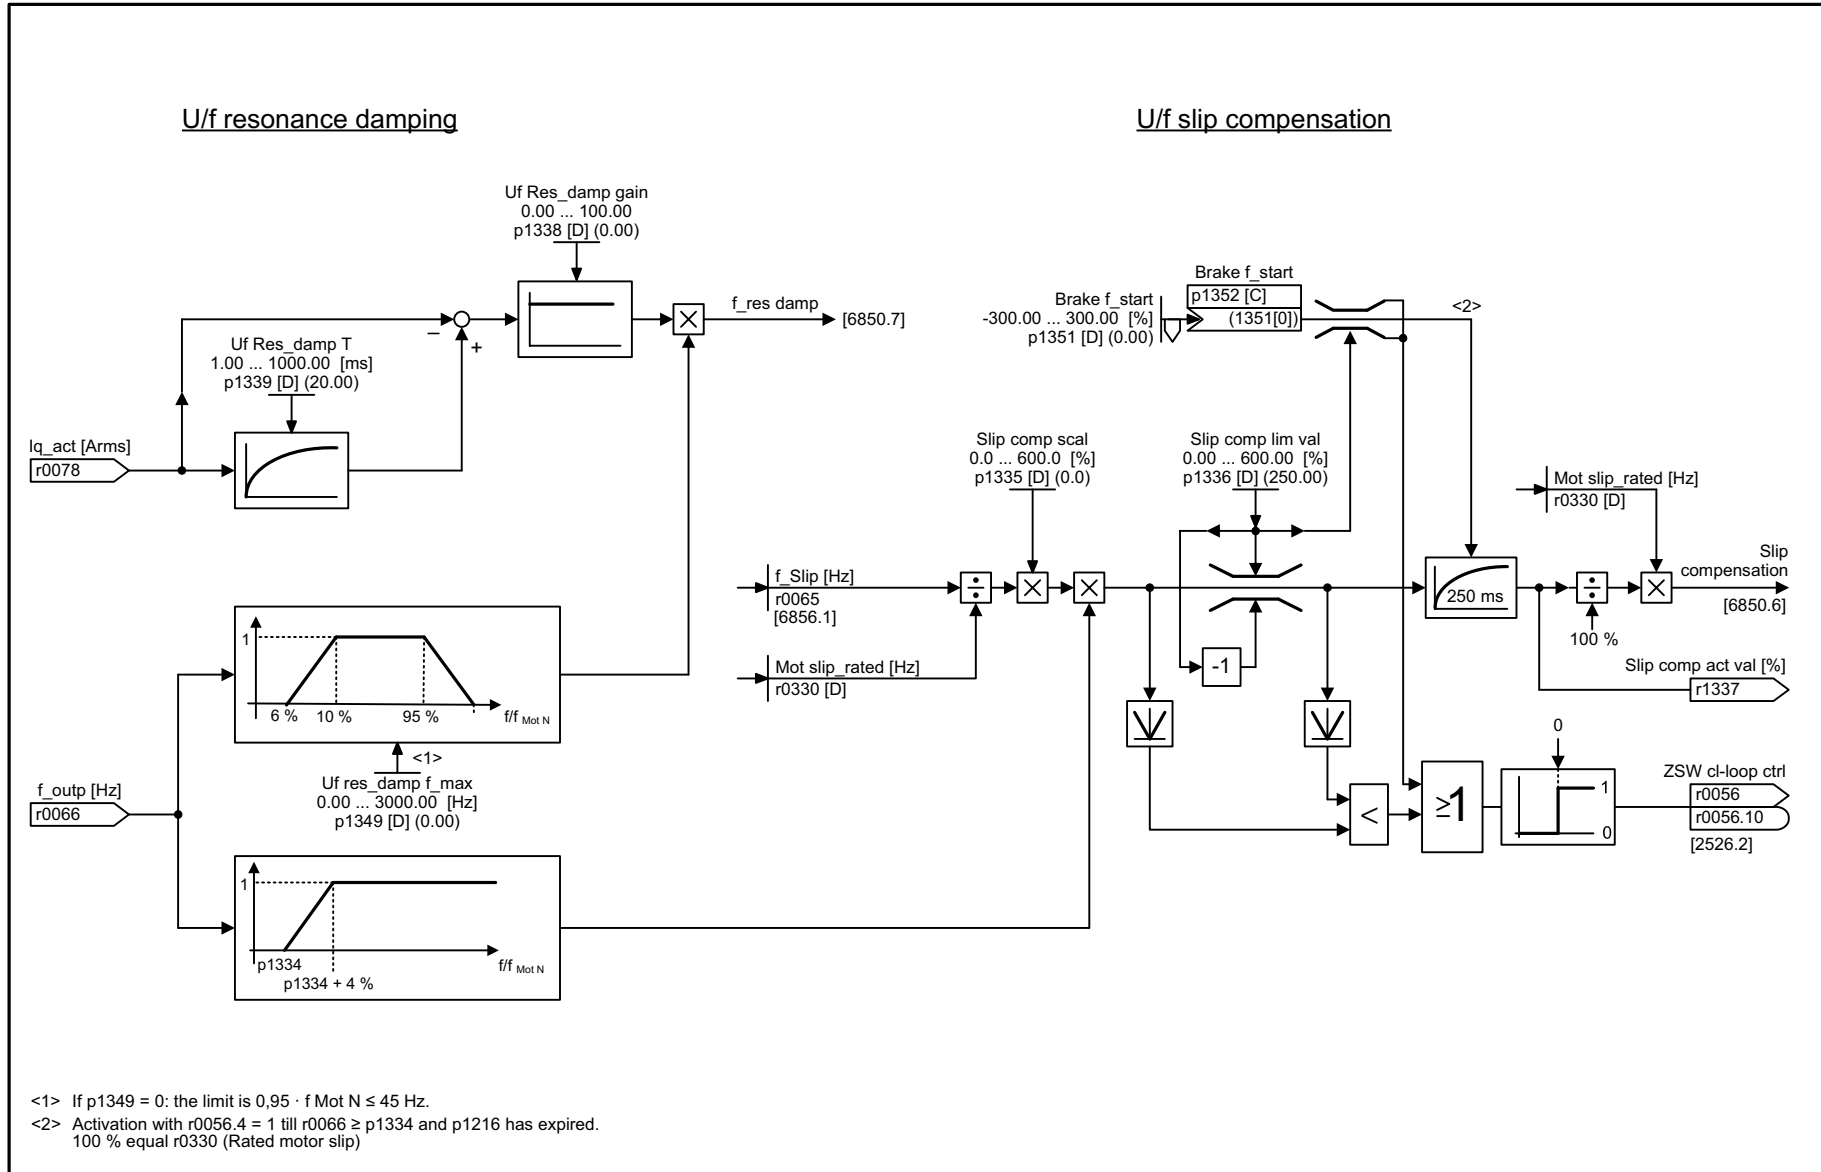 U/f resonance damping
U/f slip compensation
Uf Res_damp gain
0.00 ... 100.00
p1338 [D] (0.00)
f_res damp
[6850.7]
–
+
Uf Res_damp T
1.00 ... 1000.00 [ms]
p1339 [D] (20.00)
Iq_act [Arms]
r0078
1
6 %
10 %
95 %
f/f Mot N
<1>
Uf res_damp f_max
0.00 ... 3000.00 [Hz]
p1349 [D] (0.00)
f_outp [Hz]
r0066
1
p1334
p1334 + 4 %
f/f Mot N
Brake f_start
-300.00 ... 300.00 [%]
p1351 [D] (0.00)
Brake f_start
p1352 [C]
(1351[0])
<2>
Slip comp scal
0.0 ... 600.0 [%]
p1335 [D] (0.0)
Slip comp lim val
0.00 ... 600.00 [%]
p1336 [D] (250.00)
f_Slip [Hz]
r0065
[6856.1]
÷
×
×
Mot slip_rated [Hz]
r0330 [D]
-1
Mot slip_rated [Hz]
r0330 [D]
250 ms
÷
×
100 %
Slip
compensation
[6850.6]
Slip comp act val [%]
r1337
<
≥1
0
1
0
ZSW cl-loop ctrl
r0056
r0056.10
[2526.2]
<1> If p1349 = 0: the limit is 0,95 · f Mot N ≤ 45 Hz.
<2> Activation with r0056.4 = 1 till r0066 ≥ p1334 and p1216 has expired.
100 % equal r0330 (Rated motor slip)